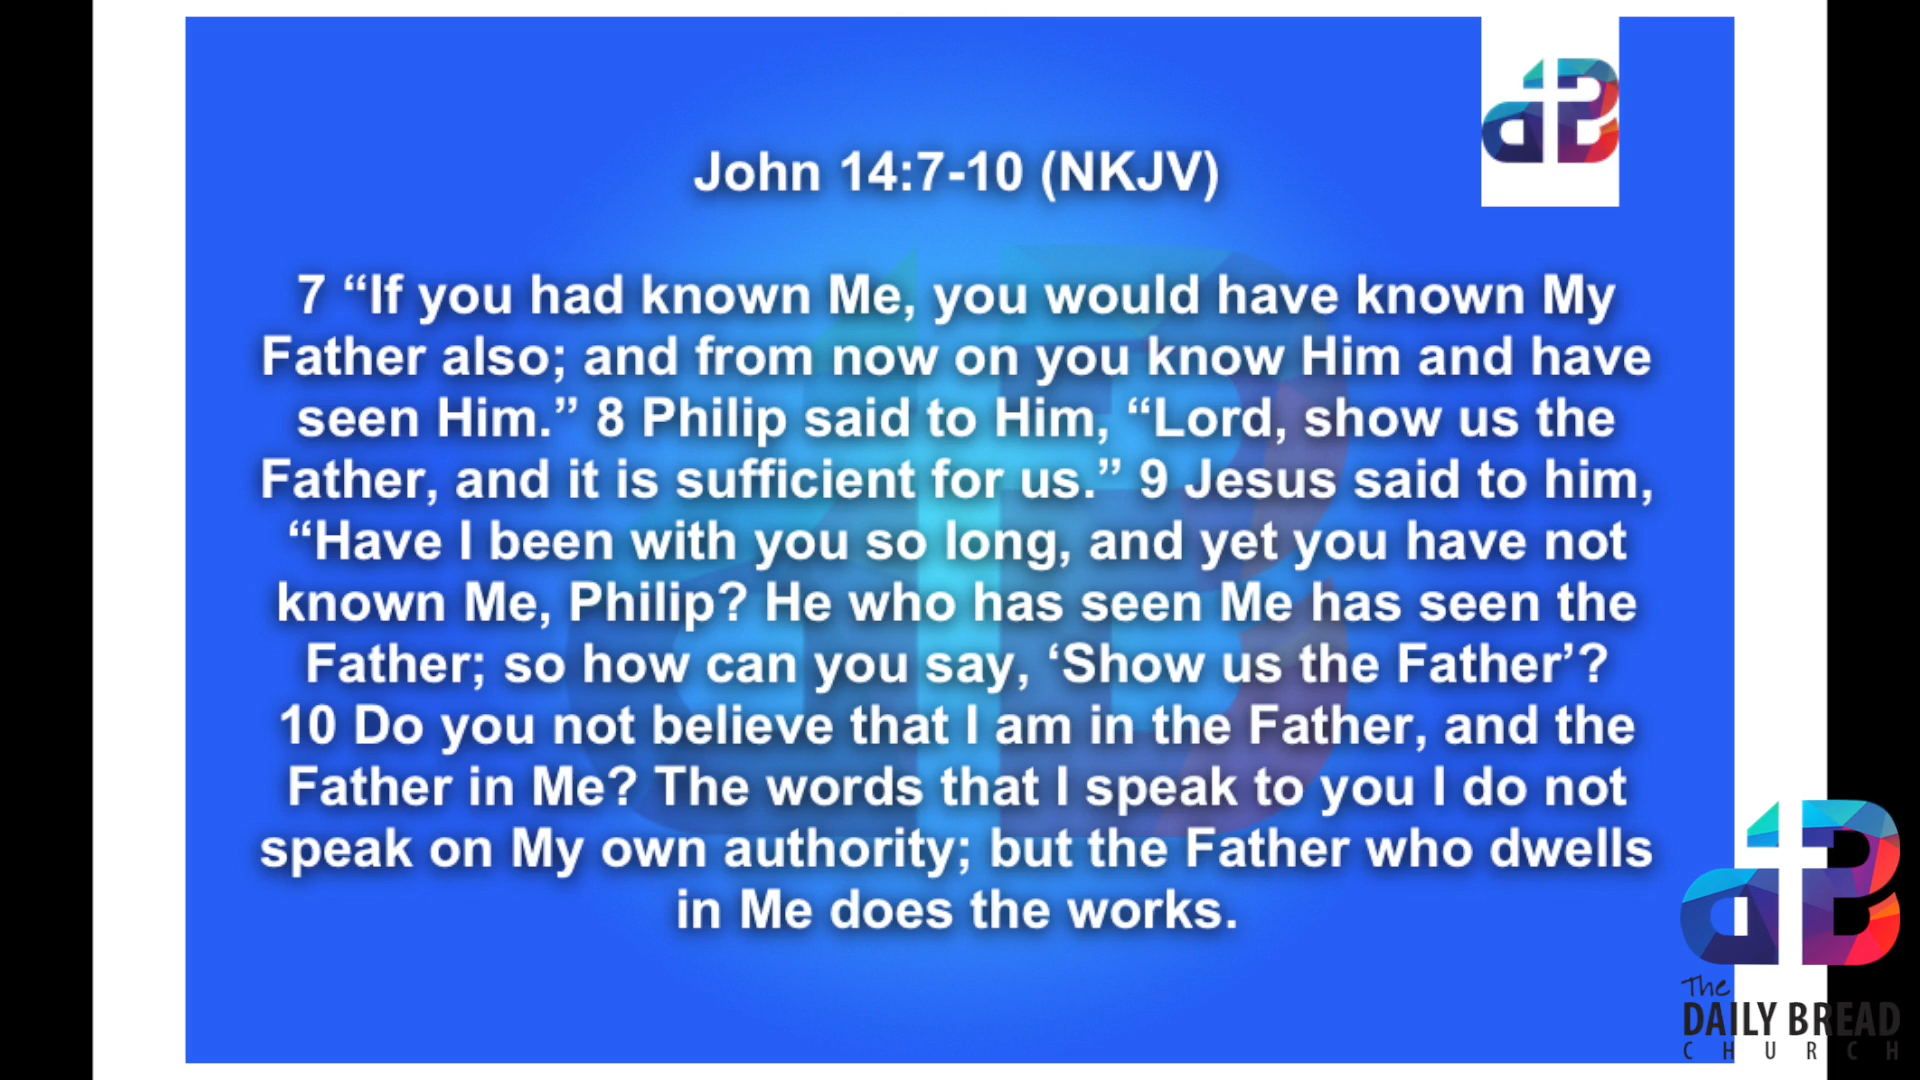 John 14:7-10 (NKJV)
7 “If you had known Me, you would have known My
Father also; and from now on you know Him and have
seen Him.” 8 Philip said to Him, “Lord, show us the
Father, and it is sufficient for us.” 9 Jesus said to him,
“Have I been with you so long, and yet you have not
known Me, Philip? He who has seen Me has seen the
Father; so how can you say, ‘Show us the Father’?
10 Do you not believe that I am in the Father, and the
Father in Me? The words that I speak to you I do not
speak on My own authority; but the Father who dwells
in Me does the works.
The
DAILY BREAD
CHURCH